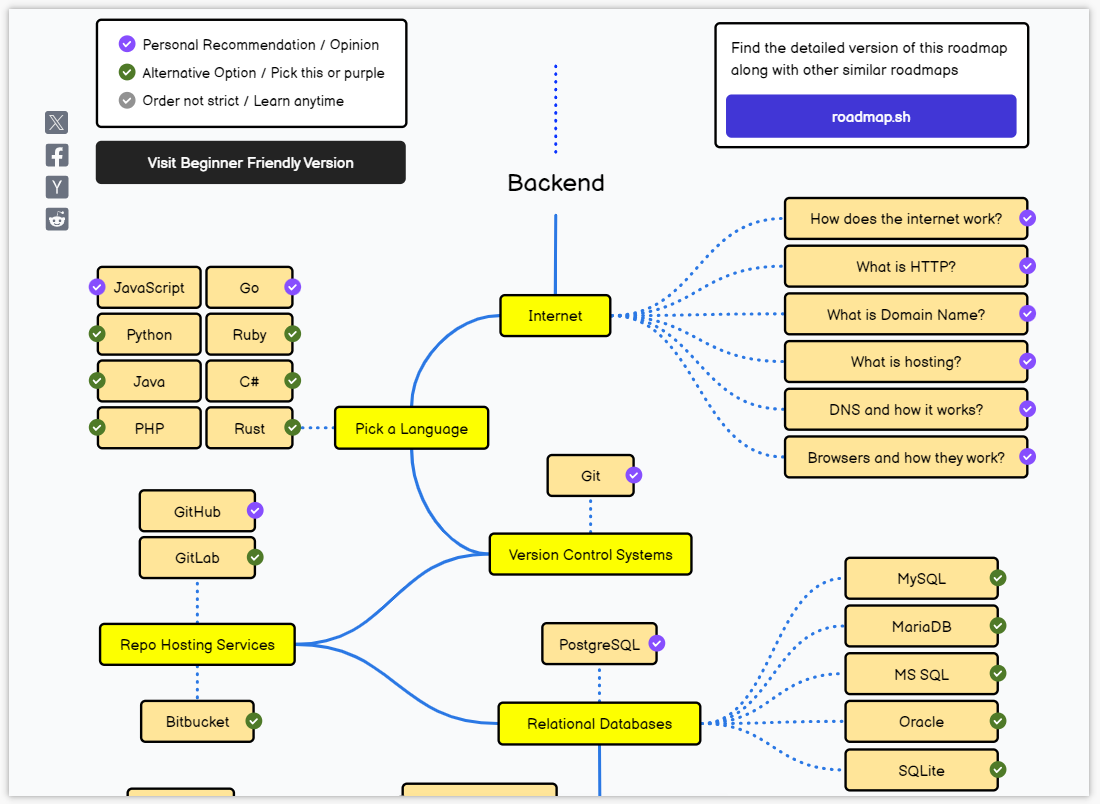 Personal Recommendation / Opinion
Alternative Option / Pick this or purple
Order not strict / Learn anytime
Visit Beginner Friendly Version
Find the detailed version of this roadmap
along with other similar roadmaps
roadmap.sh
Backend
Internet
How does the internet work?
What is HTTP?
What is Domain Name?
What is hosting?
DNS and how it works?
Browsers and how they work?
JavaScript
Go
Python
Ruby
Java
C#
PHP
Rust
Pick a Language
Git
Version Control Systems
GitHub
GitLab
Repo Hosting Services
Bitbucket
PostgreSQL
Relational Databases
MySQL
MariaDB
MS SQL
Oracle
SQLite